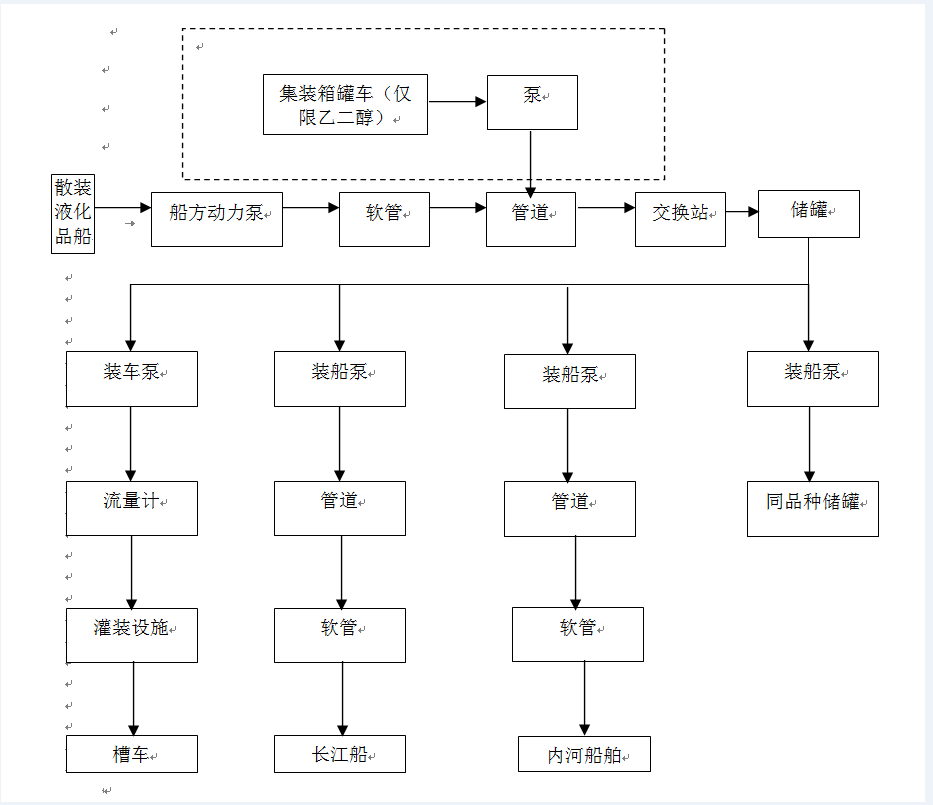 集装箱罐车（仅
限乙二醇）
泵
散装
液化
品船
船方动力泵
软管
管道
交换站
储罐
装车泵
装船泵
装船泵
装船泵
流量计
管道
管道
同品种储罐
灌装设施
软管
软管
槽车
长江船
内河船舶